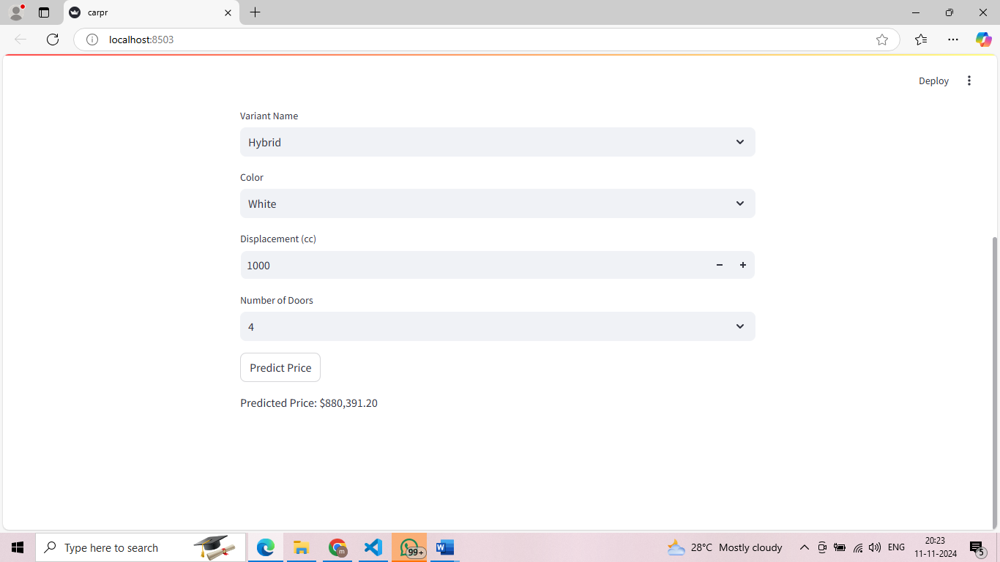 carpr
localhost:8503
Deploy
Variant Name
Hybrid
Color
White
Displacement (cc)
1000
Number of Doors
4
Predict Price
Predicted Price: $880,391.20
Type here to search
m
99+
W
28°C Mostly cloudy
ENG
20:23
11-11-2024
5